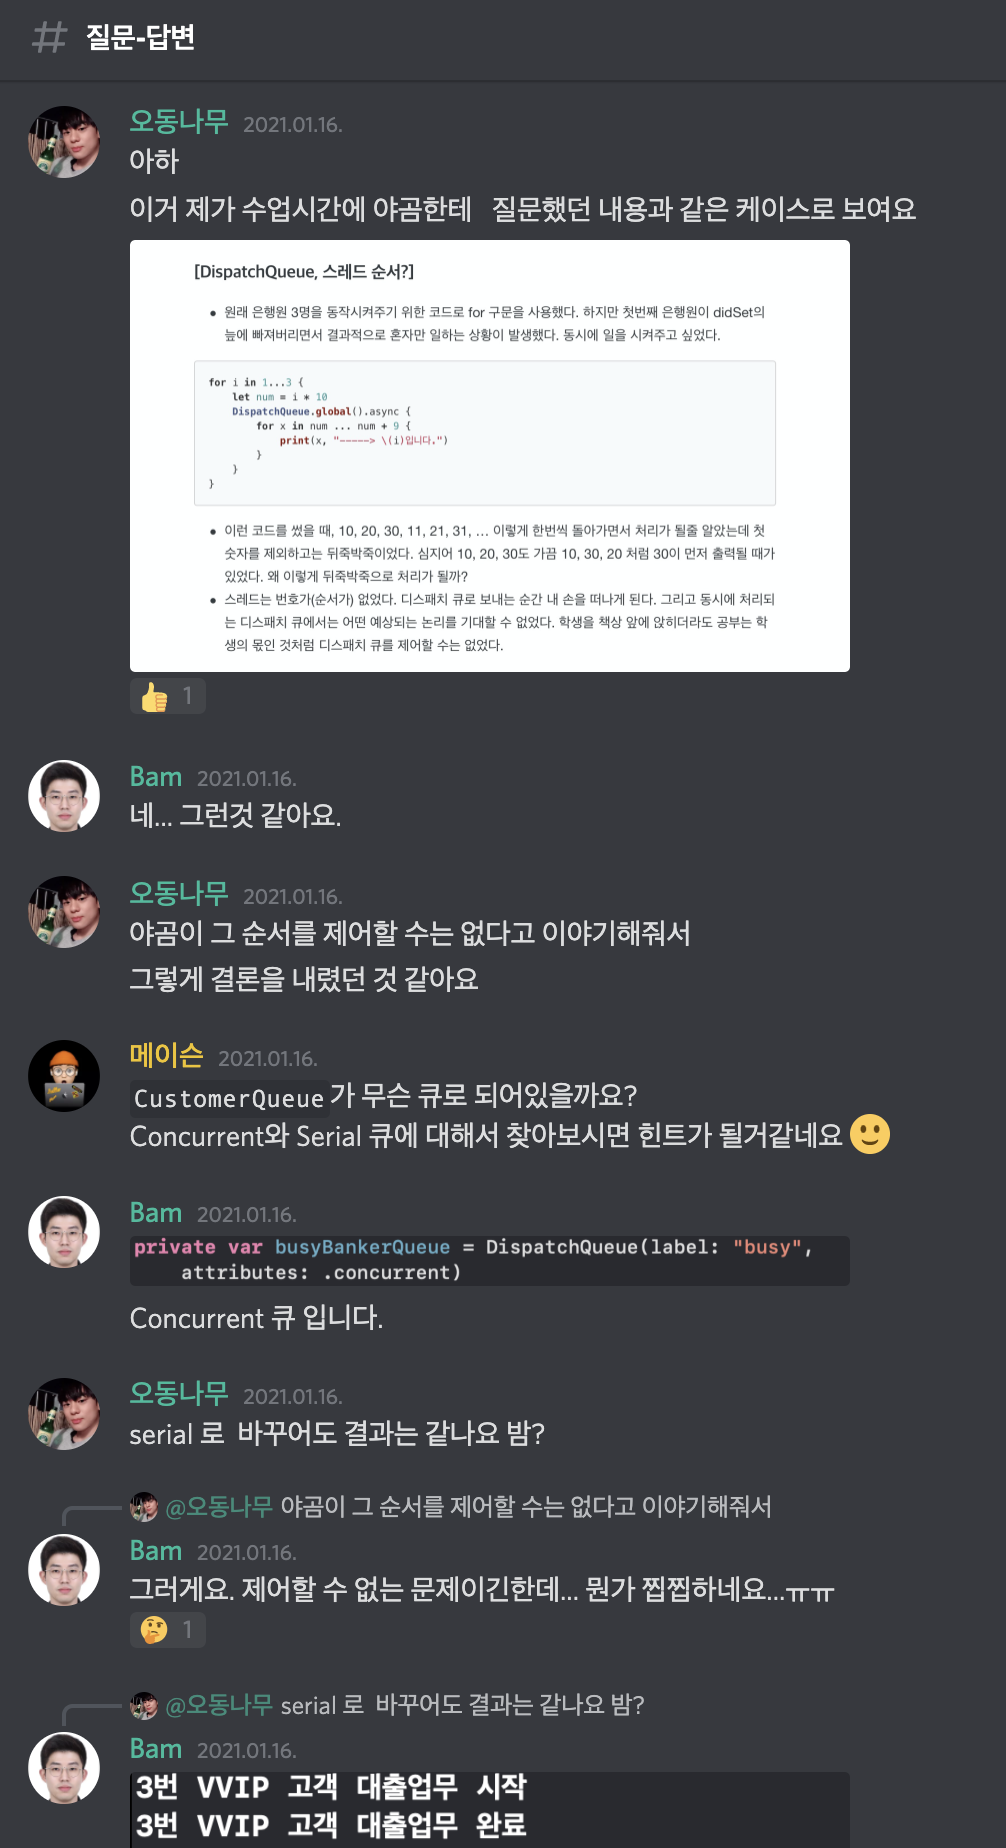 # 질문-답변
오동나무 2021.01.16.
아하
이거 제가 수업시간에 야곰한테 질문했던 내용과 같은 케이스로 보여요
[DispatchQueue, 스레드 순서?]
• 원래 은행원 3명을 동작시켜주기 위한 코드로 for 구문을 사용했다. 하지만 첫번째 은행원이 didSet의
늪에 빠져버리면서 결과적으로 혼자만 일하는 상황이 발생했다. 동시에 일을 시켜주고 싶었다.
for i in 1...3 {
    let num = i * 10
    DispatchQueue.global().async {
        for x in num ... num + 9 {
            print(x, "-----> \(i)입니다.")
        }
    }
}
• 이런 코드를 썼을 때, 10, 20, 30, 11, 21, 31, … 이렇게 한번씩 돌아가면서 처리가 될줄 알았는데 첫
숫자를 제외하고는 뒤죽박죽이었다. 심지어 10, 20, 30도 가끔 10, 30, 20 처럼 30이 먼저 출력될 때가
있었다. 왜 이렇게 뒤죽박죽으로 처리가 될까?
• 스레드는 번호가(순서가) 없었다. 디스패치 큐로 보내는 순간 내 손을 떠나게 된다. 그리고 동시에 처리되
는 디스패치 큐에서는 어떤 예상되는 논리를 기대할 수 없었다. 학생을 책상 앞에 앉히더라도 공부는 학
생의 몫인 것처럼 디스패치 큐를 제어할 수는 없었다.
👍 1
Bam 2021.01.16.
네... 그런것 같아요.
오동나무 2021.01.16.
야곰이 그 순서를 제어할 수는 없다고 이야기해줘서
그렇게 결론을 내렸던 것 같아요
메이슨 2021.01.16.
CustomerQueue가 무슨 큐로 되어있을까요?
Concurrent와 Serial 큐에 대해서 찾아보시면 힌트가 될거같네요 🙂
Bam 2021.01.16.
private var busyBankerQueue = DispatchQueue(label: "busy",
    attributes: .concurrent)
Concurrent 큐 입니다.
오동나무 2021.01.16.
serial 로 바꾸어도 결과는 같나요 밤?
@오동나무 야곰이 그 순서를 제어할 수는 없다고 이야기해줘서
Bam 2021.01.16.
그러게요. 제어할 수 없는 문제이긴한데... 뭔가 찝찝하네요...ㅠㅠ
🤔 1
@오동나무 serial 로 바꾸어도 결과는 같나요 밤?
Bam 2021.01.16.
3번 VVIP 고객 대출업무 시작
3번 VVIP 고객 대출업무 완료